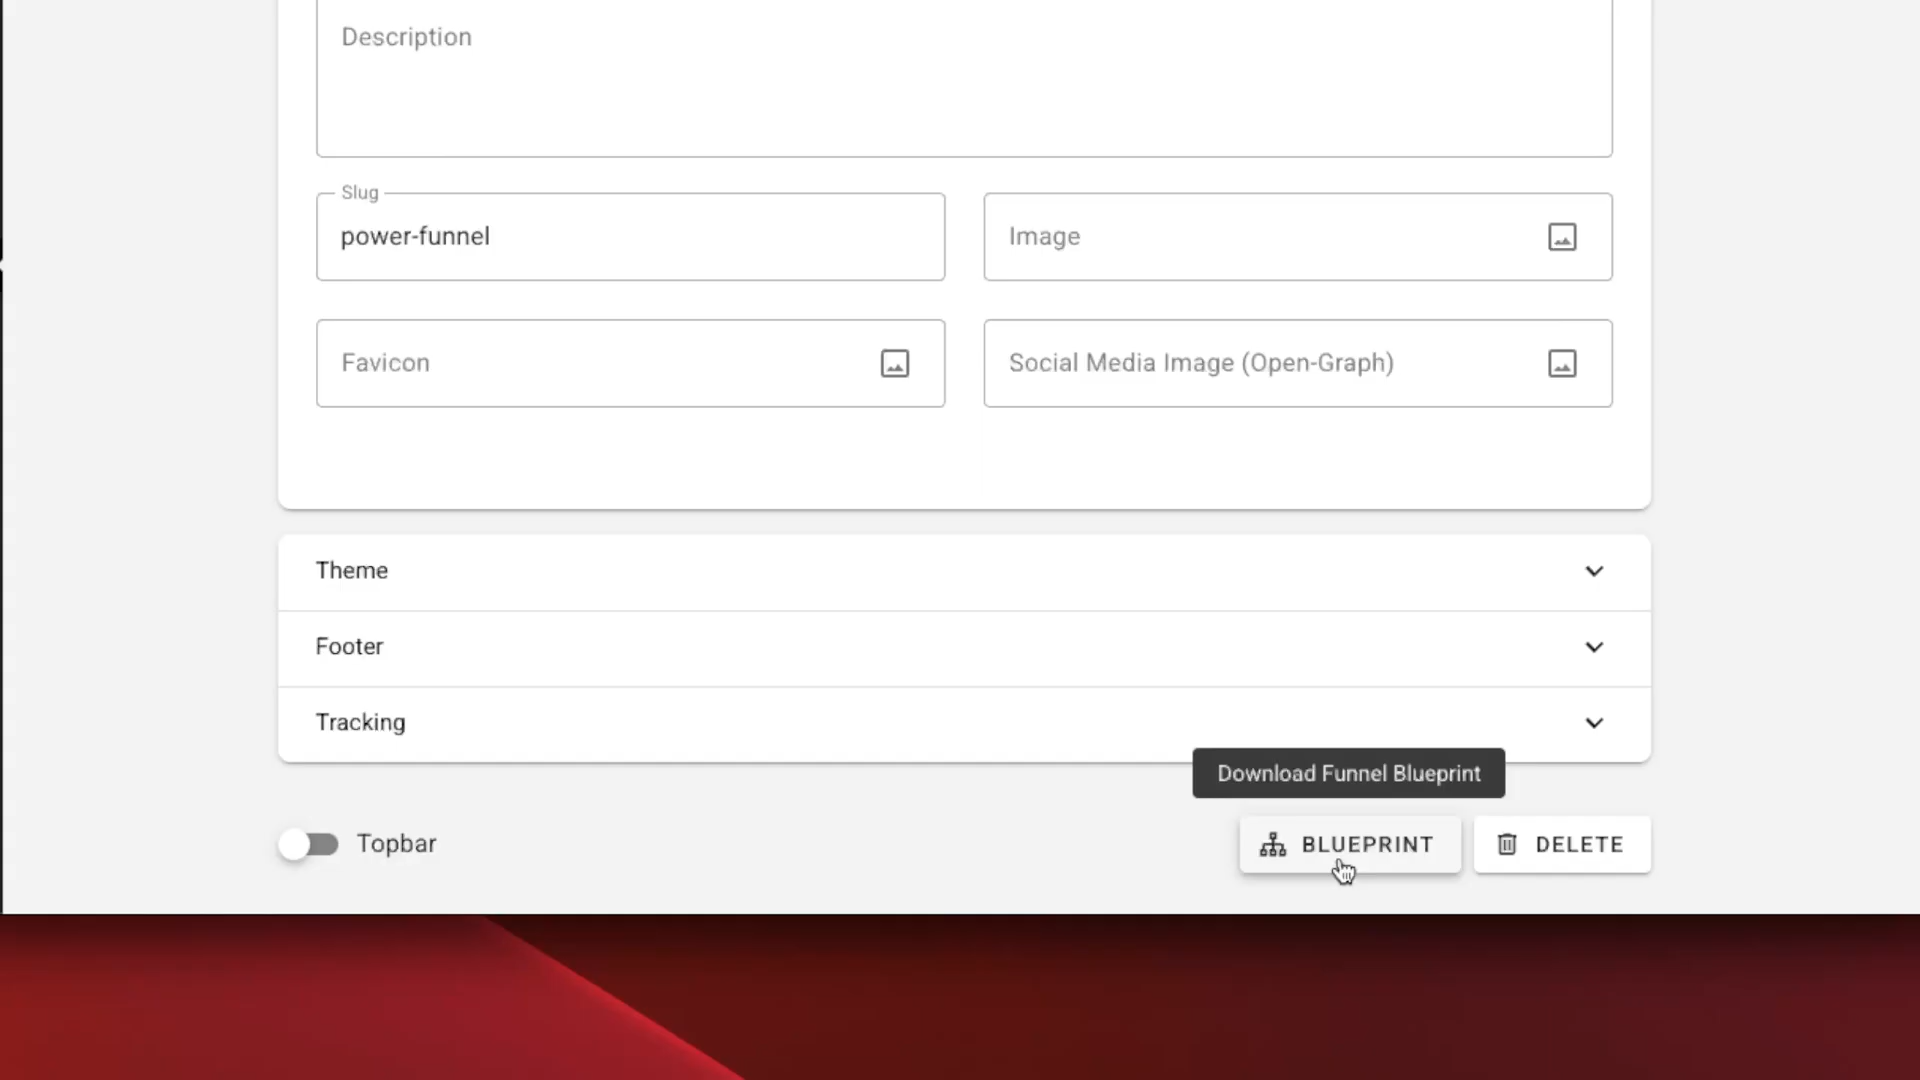 Description
Slug
power-funnel
Image
Favicon
Social Media Image (Open-Graph)
Theme
Footer
Tracking
Download Funnel Blueprint
Topbar
BLUEPRINT
DELETE